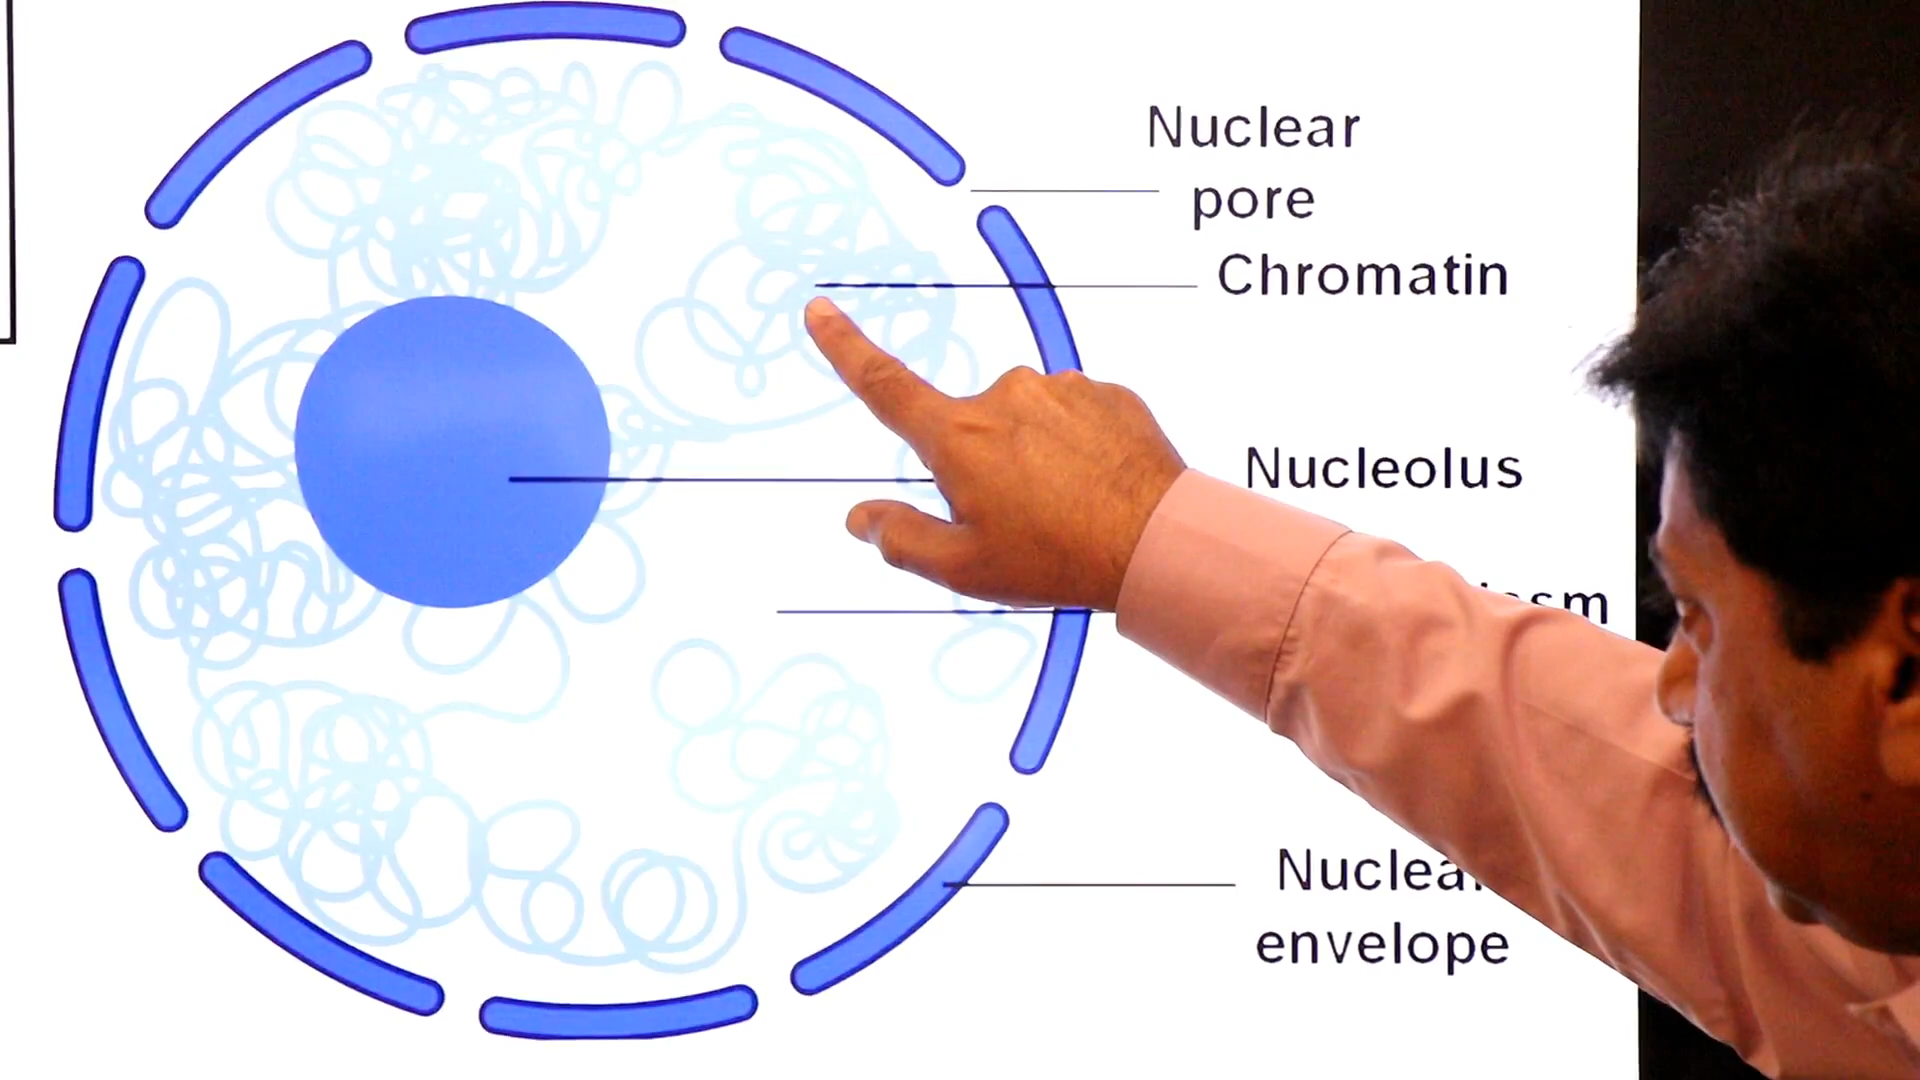 Nuclear
pore
Chromatin
Nucleolus
envelope